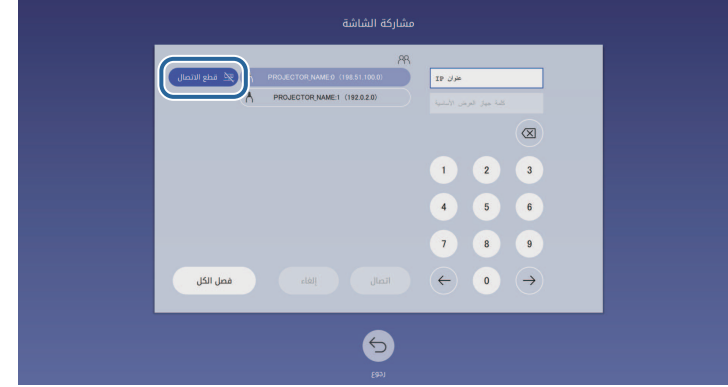 مشاركة الشاشة
قطع الاتصال
PROJECTOR_NAME:0 (198.51.100.0)
PROJECTOR_NAME:1 (192.0.2.0)
عنوان IP
كلمة جهاز العرض الأساسية
1 2 3
4 5 6
7 8 9
0
فصل الكل
إلغاء
اتصال
رجوع